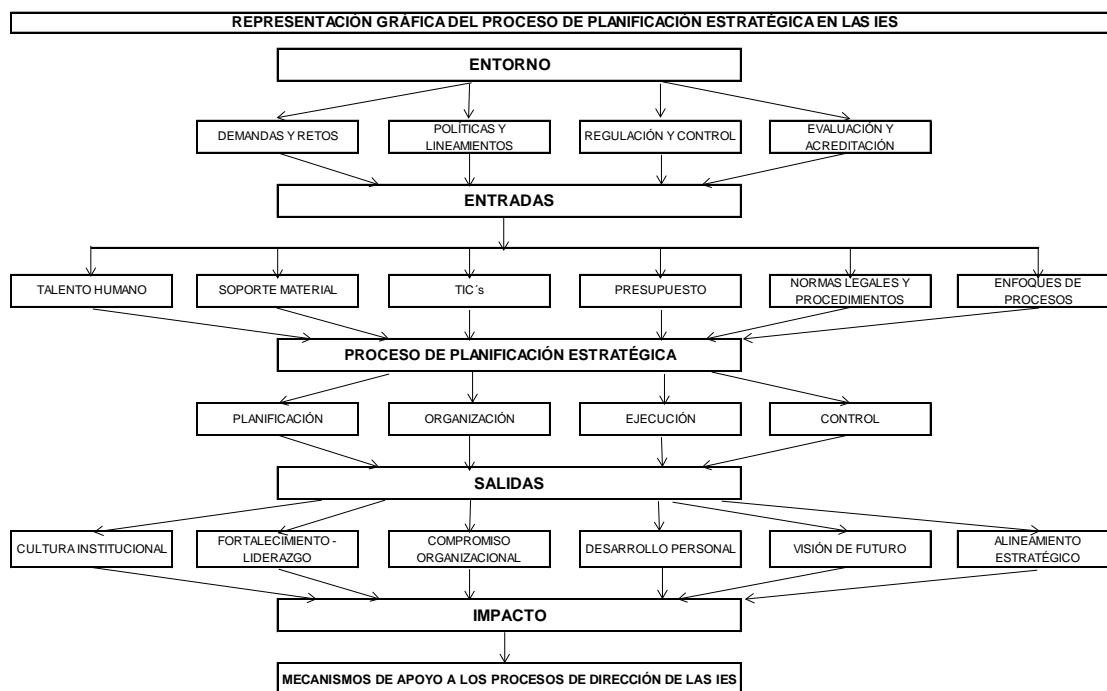 REPRESENTACIÓN GRÁFICA DEL PROCESO DE PLANIFICACIÓN ESTRATÉGICA EN LAS IES
ENTORNO
DEMANDAS Y RETOS
POLÍTICAS Y
LINEAMIENTOS
REGULACIÓN Y CONTROL
EVALUACIÓN Y
ACREDITACIÓN
ENTRADAS
TALENTO HUMANO
SOPORTE MATERIAL
TIC´s
PRESUPUESTO
NORMAS LEGALES Y
PROCEDIMIENTOS
ENFOQUES DE
PROCESOS
PROCESO DE PLANIFICACIÓN ESTRATÉGICA
PLANIFICACIÓN
ORGANIZACIÓN
EJECUCIÓN
CONTROL
SALIDAS
CULTURA INSTITUCIONAL
FORTALECIMIENTO -
LIDERAZGO
COMPROMISO
ORGANIZACIONAL
DESARROLLO PERSONAL
VISIÓN DE FUTURO
ALINEAMIENTO
ESTRATÉGICO
IMPACTO
MECANISMOS DE APOYO A LOS PROCESOS DE DIRECCIÓN DE LAS IES